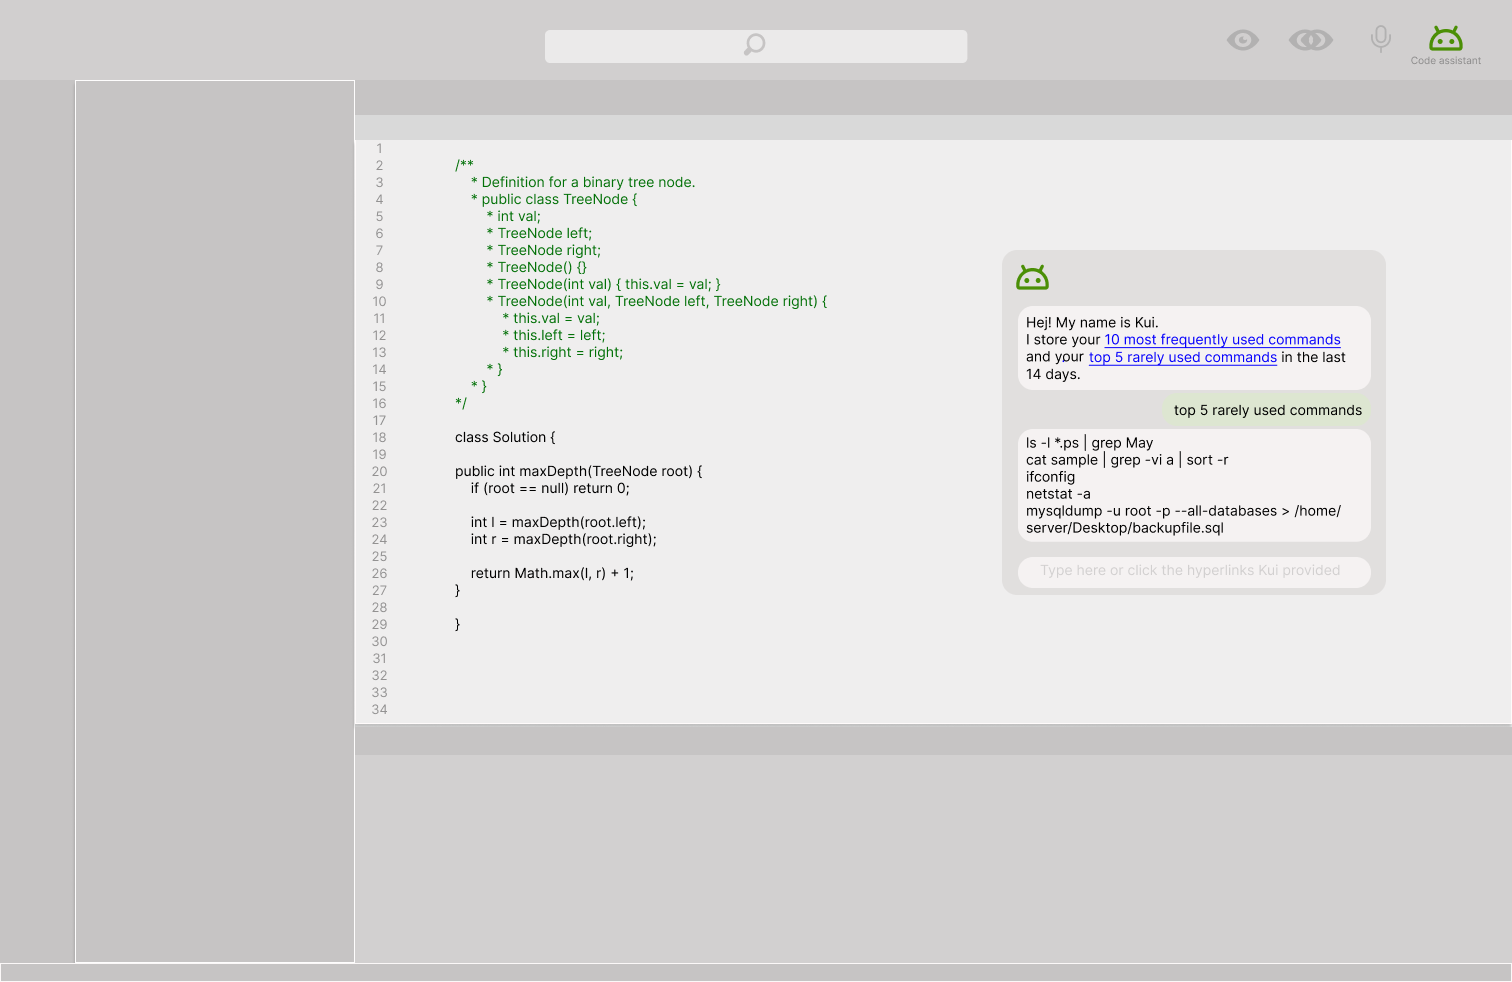 Code assistant
1
2 /**
3 * Definition for a binary tree node.
4 * public class TreeNode {
5 * int val;
6 * TreeNode left;
7 * TreeNode right;
8 * TreeNode() {}
9 * TreeNode(int val) { this.val = val; }
10 * TreeNode(int val, TreeNode left, TreeNode right) {
11 * this.val = val;
12 * this.left = left;
13 * this.right = right;
14 * }
15 * }
16 */
17
18 class Solution {
19
20 public int maxDepth(TreeNode root) {
21 if (root == null) return 0;
22
23 int l = maxDepth(root.left);
24 int r = maxDepth(root.right);
25
26 return Math.max(l, r) + 1;
27 }
28
29 }
30
31
32
33
34
Hej! My name is Kui.
I store your 10 most frequently used commands
and your top 5 rarely used commands in the last
14 days.
top 5 rarely used commands
ls -l *.ps | grep May
cat sample | grep -vi a | sort -r
ifconfig
netstat -a
mysqldump -u root -p --all-databases > /home/
server/Desktop/backupfile.sql
Type here or click the hyperlinks Kui provided